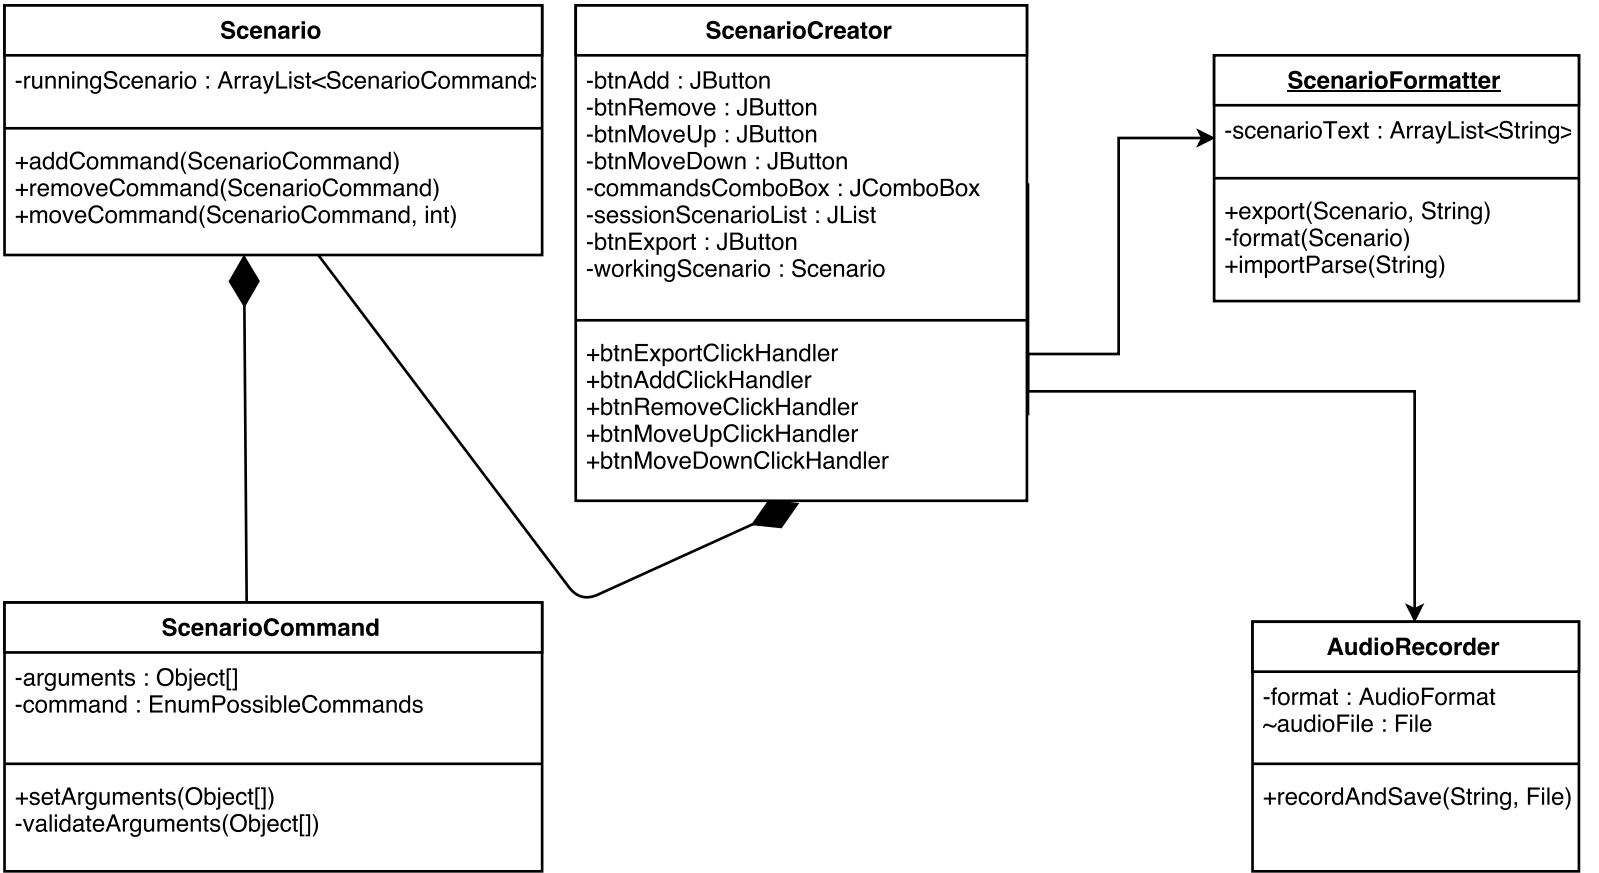 Scenario
-runningScenario : ArrayList<ScenarioCommand>
+addCommand(ScenarioCommand)
+removeCommand(ScenarioCommand)
+moveCommand(ScenarioCommand, int)
ScenarioCreator
-btnAdd : JButton
-btnRemove : JButton
-btnMoveUp : JButton
-btnMoveDown : JButton
-commandsComboBox : JComboBox
-sessionScenarioList : JList
-btnExport : JButton
-workingScenario : Scenario
+btnExportClickHandler
+btnAddClickHandler
+btnRemoveClickHandler
+btnMoveUpClickHandler
+btnMoveDownClickHandler
ScenarioFormatter
-scenarioText : ArrayList<String>
+export(Scenario, String)
-format(Scenario)
+importParse(String)
ScenarioCommand
-arguments : Object[]
-command : EnumPossibleCommands
+setArguments(Object[])
-validateArguments(Object[])
AudioRecorder
-format : AudioFormat
~audioFile : File
+recordAndSave(String, File)